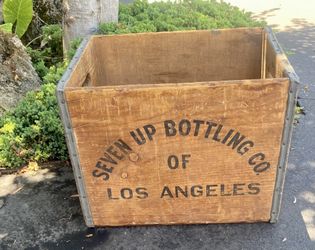 SEVEN UP BOTTLING CO
OF
LOS ANGELES